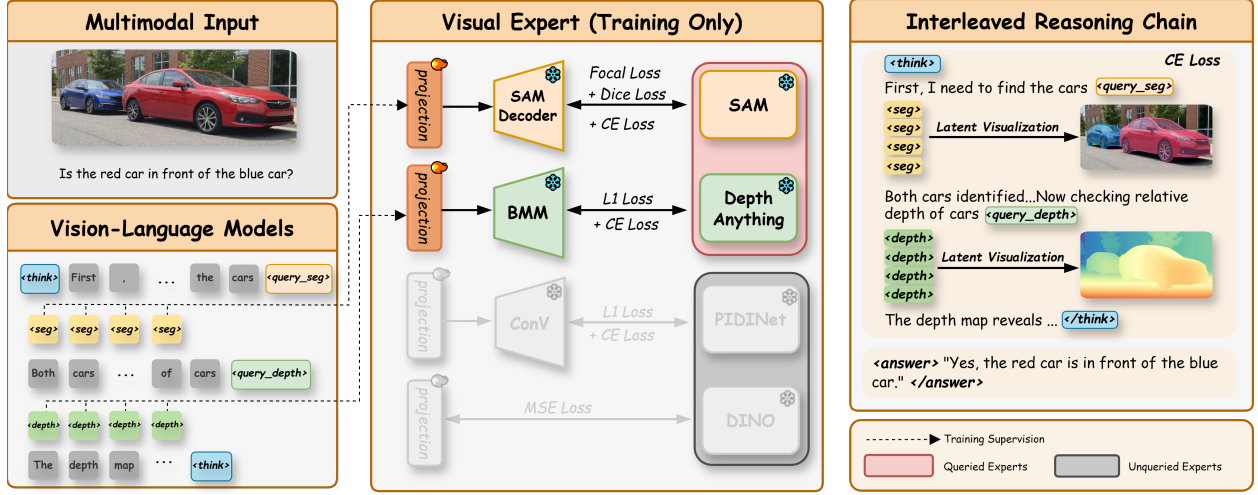 Multimodal Input
Is the red car in front of the blue car?
Vision-Language Models
<think> First , ... the cars <query_seg>
<seg> <seg> <seg> <seg>
Both cars ... of cars <query_depth>
<depth> <depth> <depth> <depth>
The depth map ... <think>
Visual Expert (Training Only)
projection
SAM
Decoder
Focal Loss
+ Dice Loss
+ CE Loss
SAM
projection
BMM
L1 Loss
+ CE Loss
Depth
Anything
projection
ConV
L1 Loss
+ CE Loss
PIDINet
projection
MSE Loss
DINO
Interleaved Reasoning Chain
<think>
CE Loss
First, I need to find the cars <query_seg>
<seg>
<seg>
<seg>
<seg>
Latent Visualization
Both cars identified...Now checking relative
depth of cars <query_depth>
<depth>
<depth>
<depth>
<depth>
Latent Visualization
The depth map reveals ... </think>
<answer> "Yes, the red car is in front of the blue
car." </answer>
Training Supervision
Queried Experts
Unqueried Experts